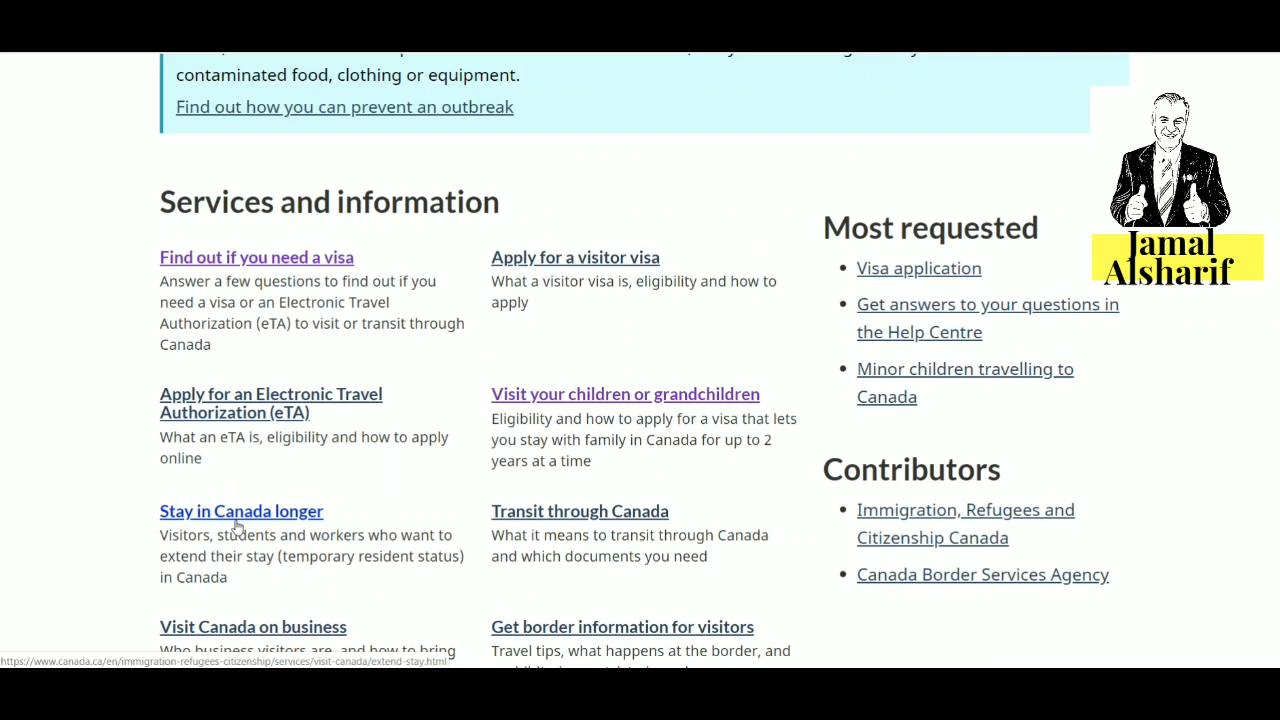 contaminated food, clothing or equipment.
Find out how you can prevent an outbreak
Services and information
Find out if you need a visa
Answer a few questions to find out if you
need a visa or an Electronic Travel
Authorization (eTA) to visit or transit through
Canada
Apply for a visitor visa
What a visitor visa is, eligibility and how to
apply
Apply for an Electronic Travel
Authorization (eTA)
What an eTA is, eligibility and how to apply
online
Visit your children or grandchildren
Eligibility and how to apply for a visa that lets
you stay with family in Canada for up to 2
years at a time
Stay in Canada longer
Visitors, students and workers who want to
extend their stay (temporary resident status)
in Canada
Transit through Canada
What it means to transit through Canada
and which documents you need
Visit Canada on business
Who business visitors are, and how to bring
Get border information for visitors
Travel tips, what happens at the border, and
Most requested
Visa application
Get answers to your questions in
the Help Centre
Minor children travelling to
Canada
Contributors
Immigration, Refugees and
Citizenship Canada
Canada Border Services Agency
Jamal
Alsharif
https://www.canada.ca/en/immigration-refugees-citizenship/services/visit-canada/extend-stay.html